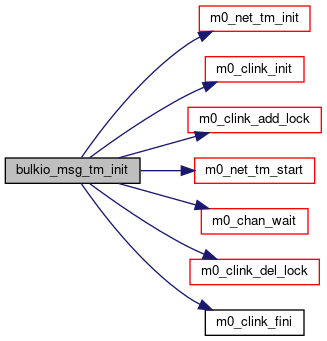 m0_net_tm_init
m0_clink_init
m0_clink_add_lock
bulkio_msg_tm_init
m0_net_tm_start
m0_chan_wait
m0_clink_del_lock
m0_clink_fini